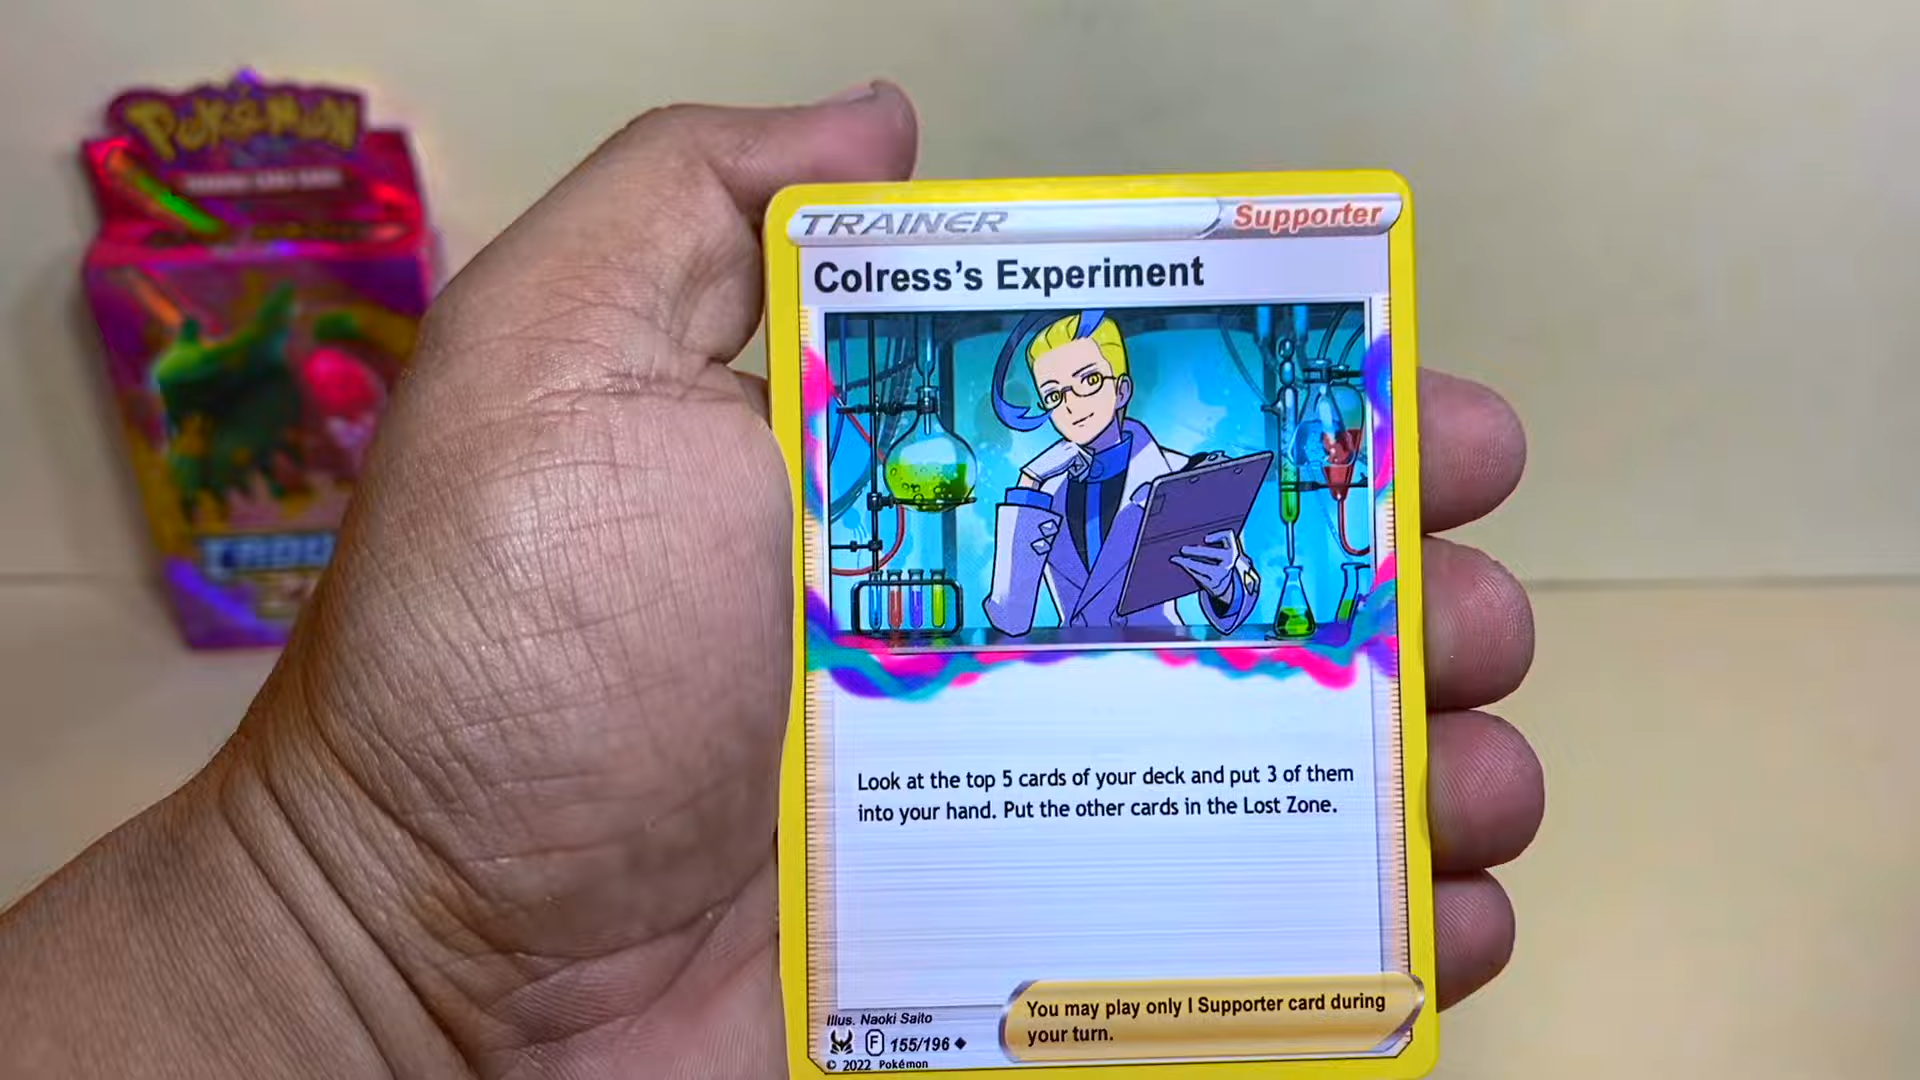 POKéMON
TRAINER
Supporter
Colress's Experiment
Look at the top 5 cards of your deck and put 3 of them
into your hand. Put the other cards in the Lost Zone.
You may play only 1 Supporter card during
your turn.
Illus. Naoki Saito
F 155/196
© 2022 Pokémon